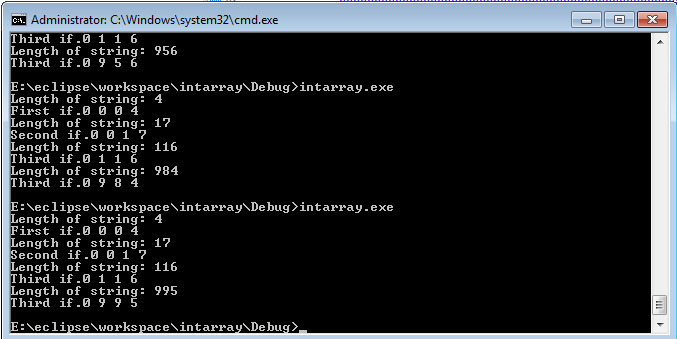 Administrator: C:\Windows\system32\cmd.exe
Third if.0 1 1 6
Length of string: 956
Third if.0 9 5 6
E:\eclipse\workspace\intarray\Debug>intarray.exe
Length of string: 4
First if.0 0 0 4
Length of string: 17
Second if.0 0 1 7
Length of string: 116
Third if.0 1 1 6
Length of string: 984
Third if.0 9 8 4
E:\eclipse\workspace\intarray\Debug>intarray.exe
Length of string: 4
First if.0 0 0 4
Length of string: 17
Second if.0 0 1 7
Length of string: 116
Third if.0 1 1 6
Length of string: 995
Third if.0 9 9 5
E:\eclipse\workspace\intarray\Debug>_